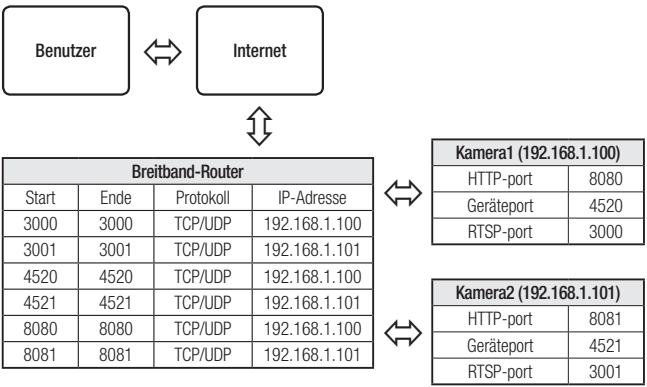 Benutzer
Internet
Breitband-Router
Start Ende Protokoll IP-Adresse
3000 3000 TCP/UDP 192.168.1.100
3001 3001 TCP/UDP 192.168.1.101
4520 4520 TCP/UDP 192.168.1.100
4521 4521 TCP/UDP 192.168.1.101
8080 8080 TCP/UDP 192.168.1.100
8081 8081 TCP/UDP 192.168.1.101
Kamera1 (192.168.1.100)
HTTP-port 8080
Geräteport 4520
RTSP-port 3000
Kamera2 (192.168.1.101)
HTTP-port 8081
Geräteport 4521
RTSP-port 3001